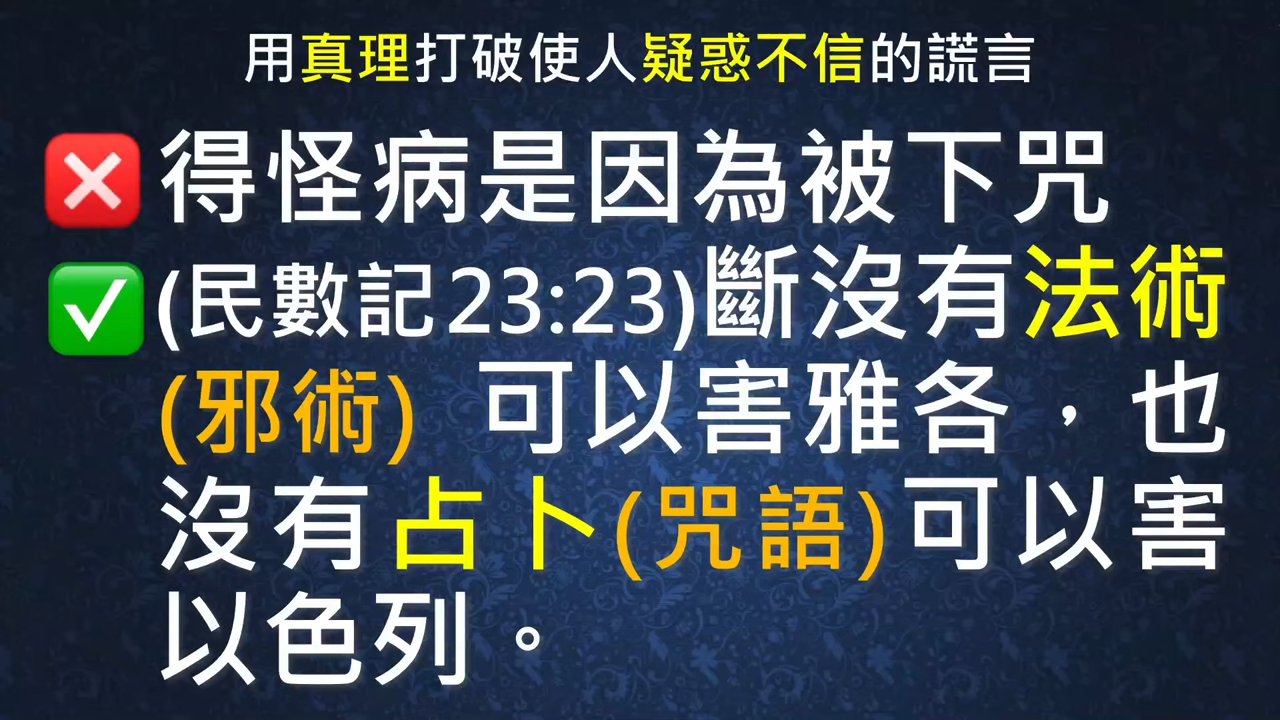 用真理打破使人疑惑不信的謊言
❌得怪病是因為被下咒
✅(民數記23:23)斷沒有法術
(邪術) 可以害雅各，也
沒有占卜(咒語)可以害
以色列。